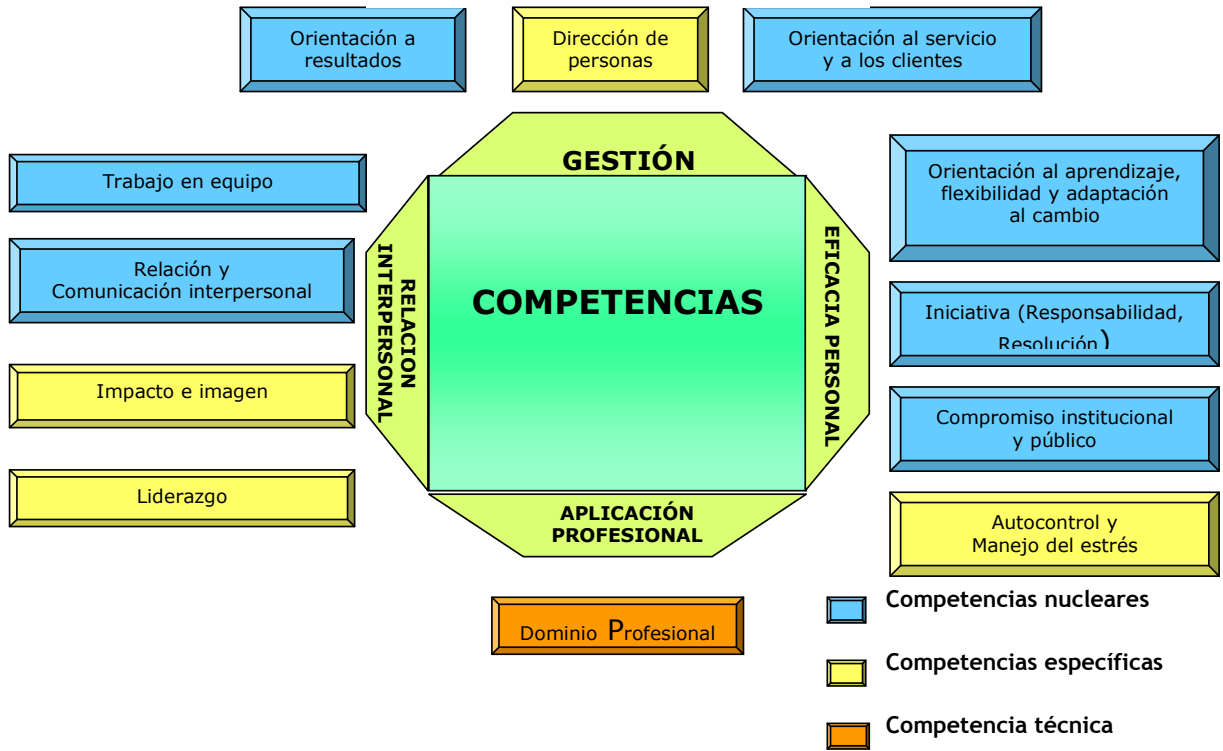 Orientación a
resultados
Dirección de
personas
Orientación al servicio
y a los clientes
GESTIÓN
Trabajo en equipo
Relación y
Comunicación interpersonal
Impacto e imagen
Liderazgo
RELACION
INTERPERSONAL
COMPETENCIAS
EFICACIA PERSONAL
Orientación al aprendizaje,
flexibilidad y adaptación
al cambio
Iniciativa (Responsabilidad,
Resolución)
Compromiso institucional
y público
Autocontrol y
Manejo del estrés
APLICACIÓN
PROFESIONAL
Dominio Profesional
Competencias nucleares
Competencias específicas
Competencia técnica